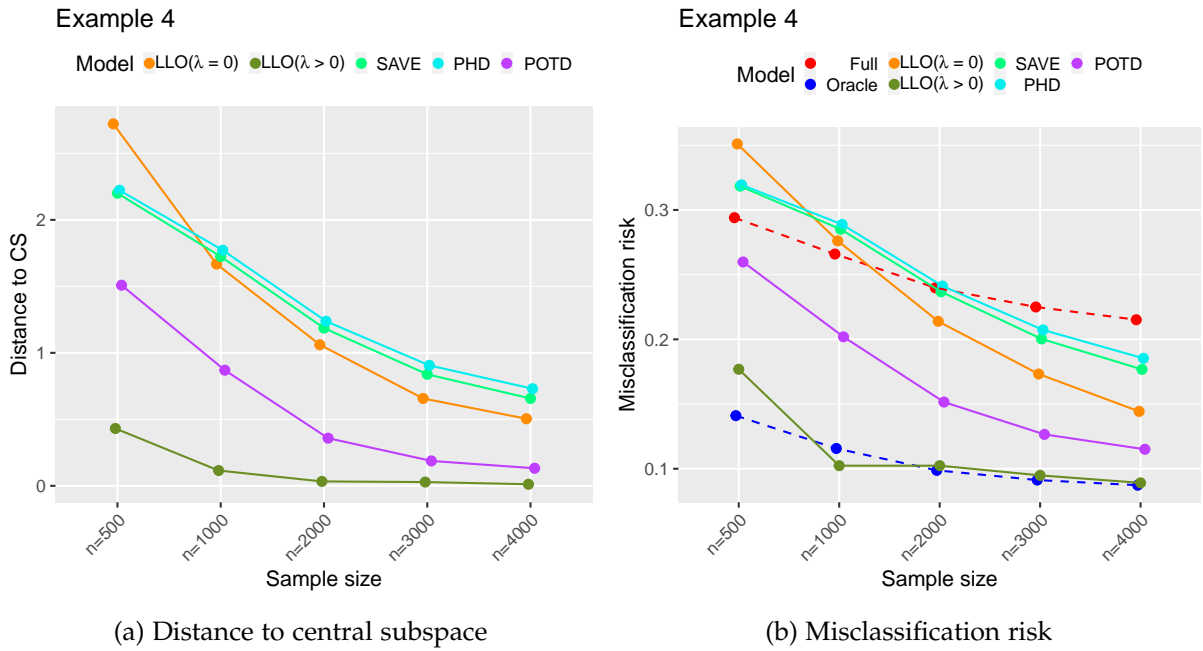 Example 4
Model LLO(λ = 0) LLO(λ > 0) SAVE PHD POTD
Distance to CS
2
1
0
n=500 n=1000 n=2000 n=3000 n=4000
Sample size
(a) Distance to central subspace
Example 4
Model Full LLO(λ = 0) SAVE POTD
Oracle LLO(λ > 0) PHD
Misclassification risk
0.3
0.2
0.1
n=500 n=1000 n=2000 n=3000 n=4000
Sample size
(b) Misclassification risk